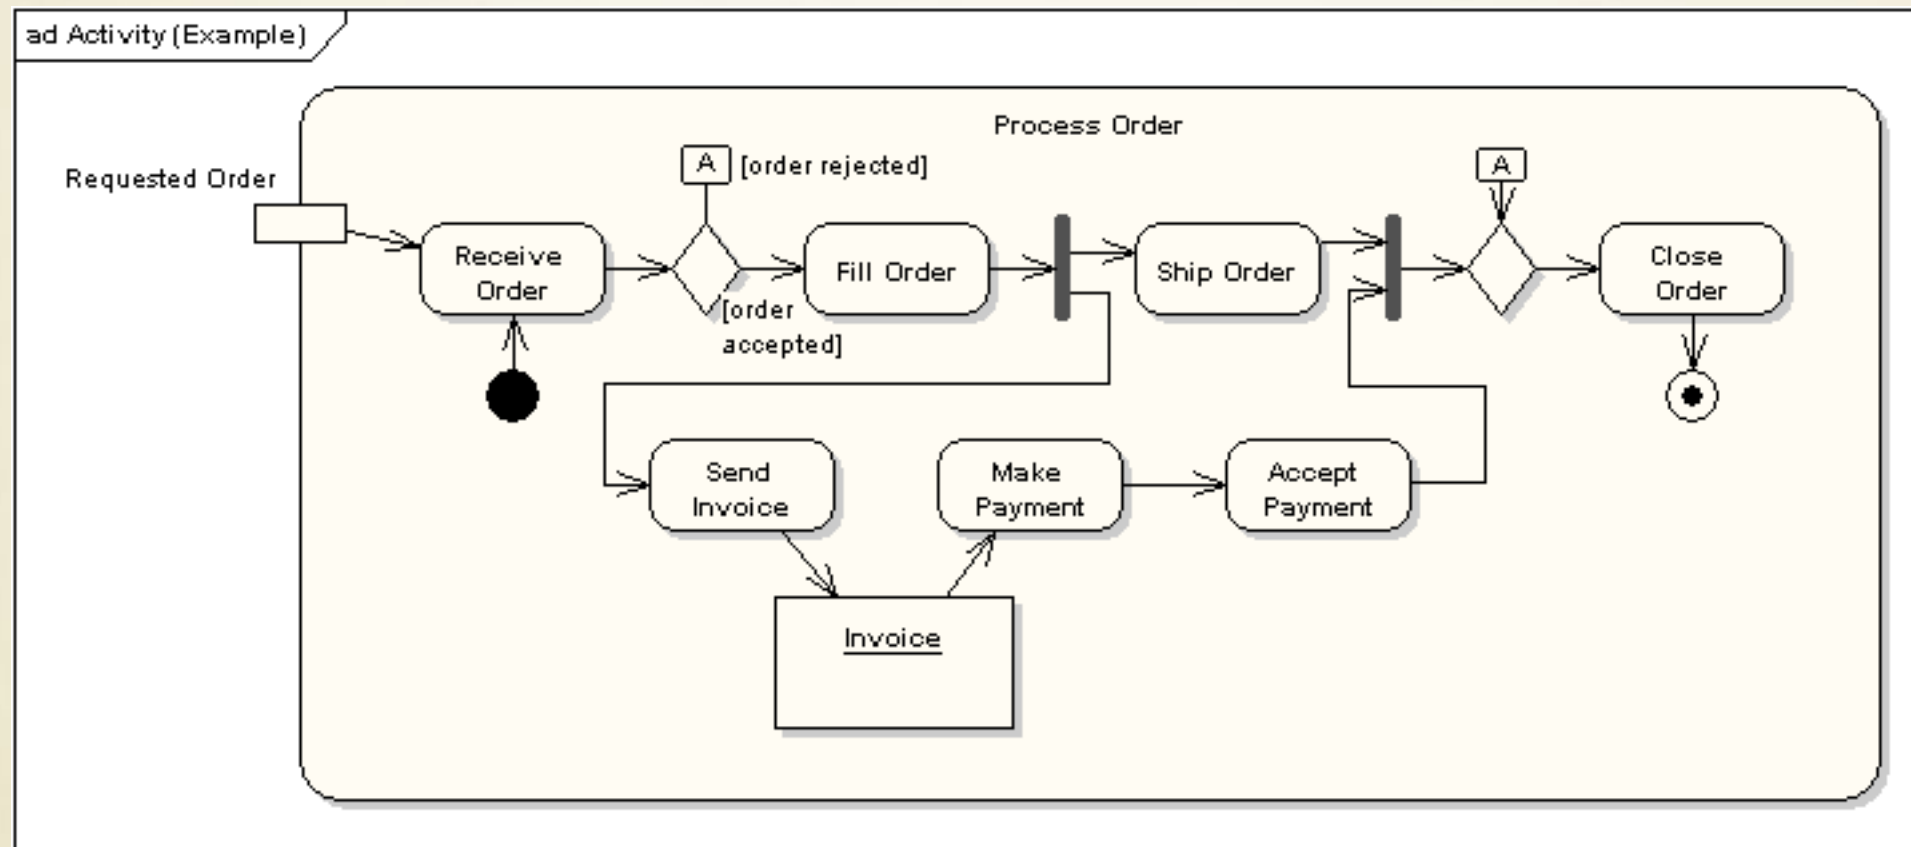 ad Activity (Example)
Process Order
Requested Order
A
[order rejected]
A
Receive
Order
Fill Order
Ship Order
Close
Order
[order
accepted]
Send
Invoice
Make
Payment
Accept
Payment
Invoice